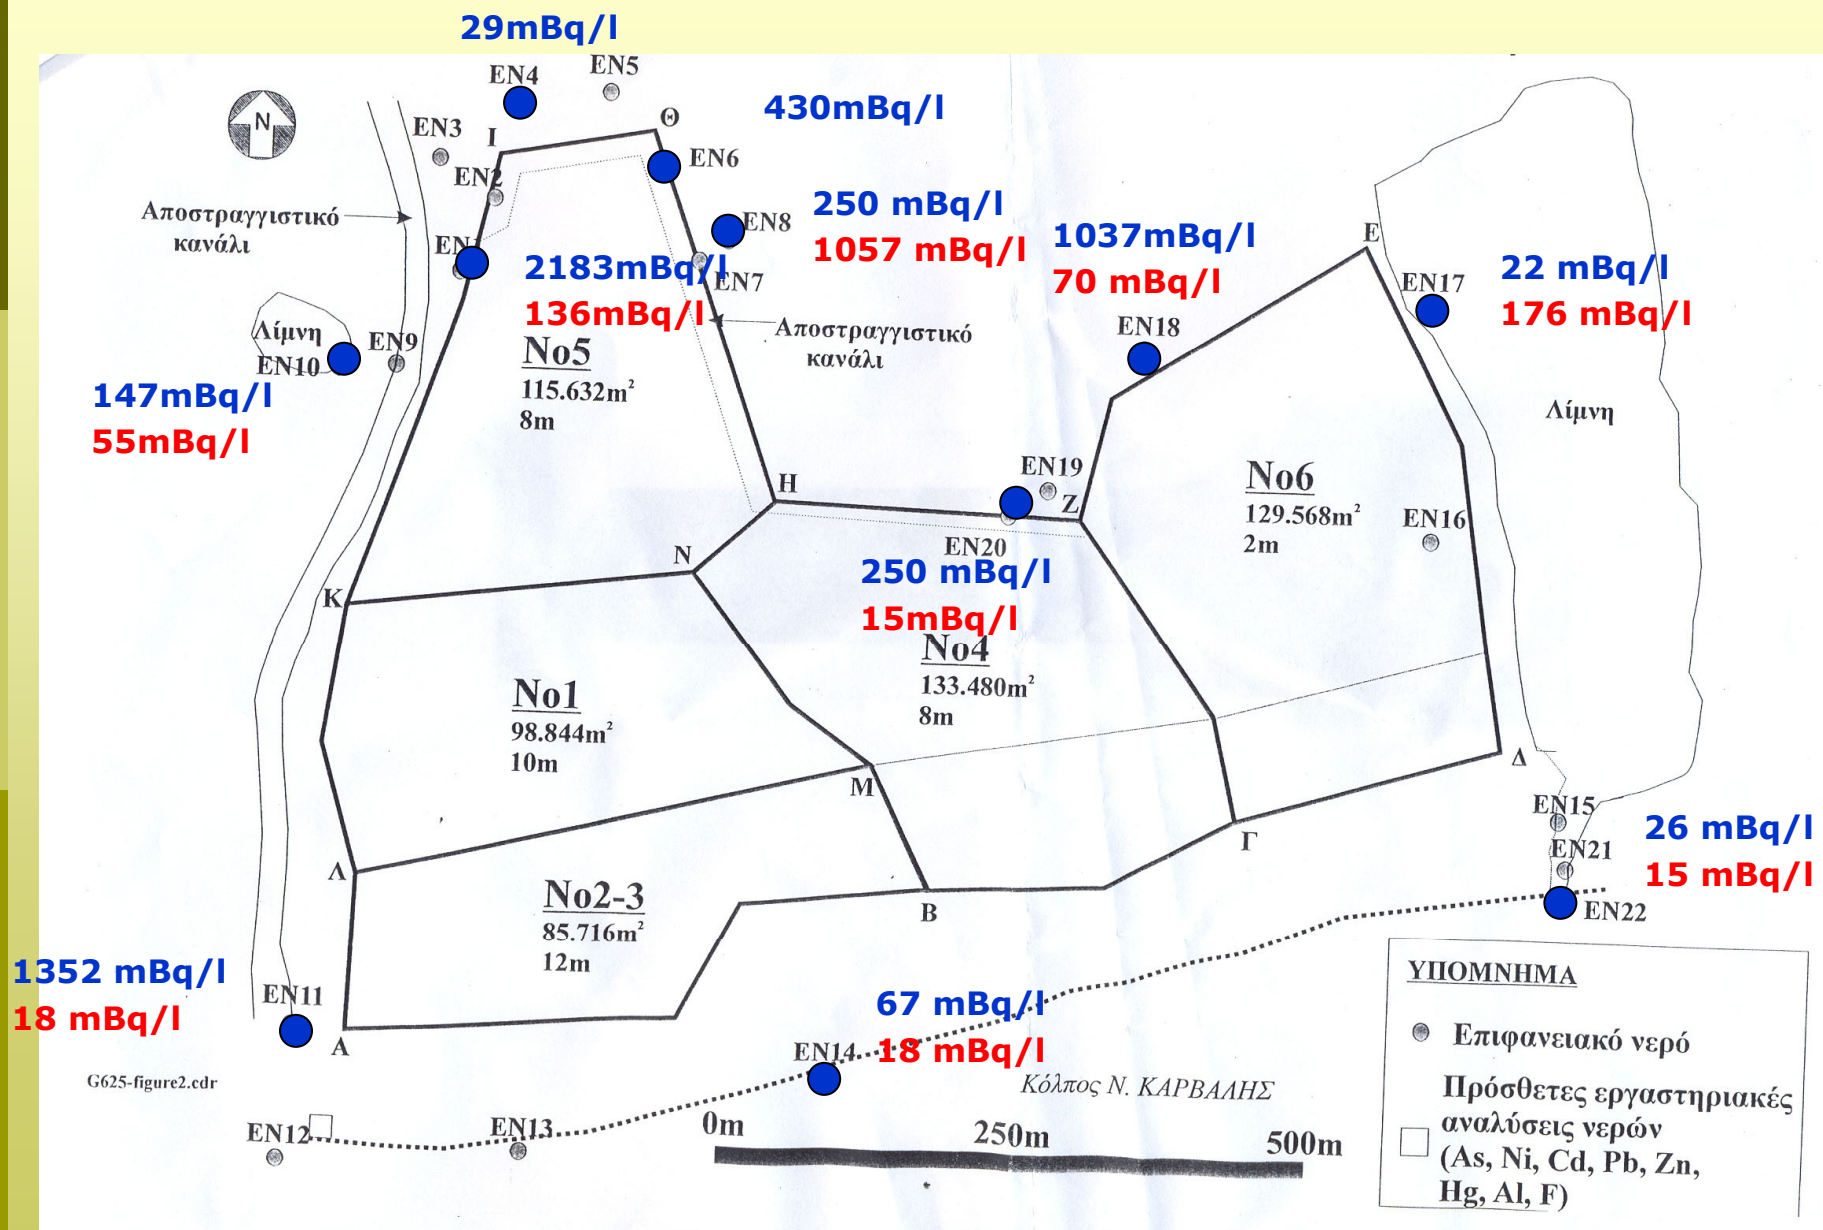 29mBq/l
EN4
EN5
430mBq/l
N
EN3
Ι
Θ
EN6
EN2
Αποστραγγιστικό
κανάλι
EN8
250 mBq/l
1057 mBq/l
EN1
2183mBq/l
136mBq/l
EN7
1037mBq/l
70 mBq/l
EN18
Ε
EN17
22 mBq/l
176 mBq/l
Λίμνη
EN10
EN9
147mBq/l
55mBq/l
No5
115.632m²
8m
Αποστραγγιστικό
κανάλι
Λίμνη
Η
EN19
Ζ
EN20
No6
129.568m²
2m
EN16
Ν
250 mBq/l
15mBq/l
Κ
No4
133.480m²
8m
No1
98.844m²
10m
Μ
Δ
EN15
EN21
26 mBq/l
15 mBq/l
EN22
Γ
Λ
Β
No2-3
85.716m²
12m
1352 mBq/l
18 mBq/l
EN11
Α
67 mBq/l
18 mBq/l
EN14
G625-figure2.cdr
Κόλπος Ν. ΚΑΡΒΑΛΗΣ
EN12
EN13
0m
250m
500m
ΥΠΟΜΝΗΜΑ
Επιφανειακό νερό
Πρόσθετες εργαστηριακές
αναλύσεις νερών
(As, Ni, Cd, Pb, Zn,
Hg, Al, F)